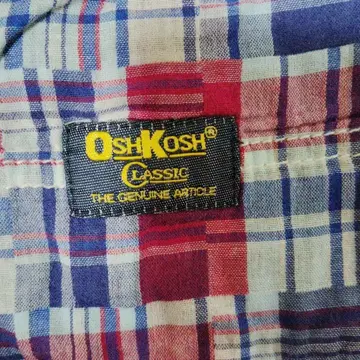 OSHKOSH®
CLASSIC
THE GENUINE ARTICLE